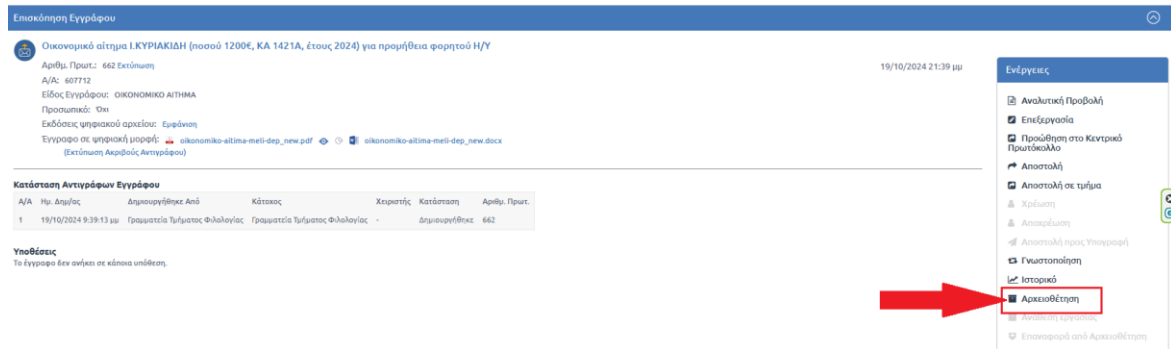 Επισκόπηση Εγγράφου
Οικονομικό αίτημα Ι.ΚΥΡΙΑΚΙΔΗ (ποσού 1200€, ΚΑ 1421Α, έτους 2024) για προμήθεια φορητού Η/Υ
Αριθμ. Πρωτ.: 662 Εκτύπωση
19/10/2024 21:39 μμ
Α/Α: 607712
Είδος Εγγράφου: ΟΙΚΟΝΟΜΙΚΟ ΑΙΤΗΜΑ
Προσωπικό: Όχι
Εκδόσεις ψηφιακού αρχείου: Εμφάνιση
Έγγραφο σε ψηφιακή μορφή: oikonomiko-aitima-meli-dep_new.pdf oikonomiko-aitima-meli-dep_new.docx
(Εκτύπωση Ακριβούς Αντιγράφου)
Κατάσταση Αντιγράφων Εγγράφου
Α/Α Ημ. Δημ/ας Δημιουργήθηκε Από Κάτοχος Χειριστής Κατάσταση Αριθμ. Πρωτ.
1 19/10/2024 9:39:13 μμ Γραμματεία Τμήματος Φιλολογίας Γραμματεία Τμήματος Φιλολογίας - Δημιουργήθηκε 662
Υποθέσεις
Το έγγραφο δεν ανήκει σε κάποια υπόθεση.
Ενέργειες
Αναλυτική Προβολή
Επεξεργασία
Προώθηση στο Κεντρικό
Πρωτόκολλο
Αποστολή
Αποστολή σε τμήμα
Χρέωση
Αποχρέωση
Αποστολή προς Υπογραφή
Γνωστοποίηση
Ιστορικό
Αρχειοθέτηση
Ανάθεση Εργασίας
Επαναφορά από Αρχειοθέτηση